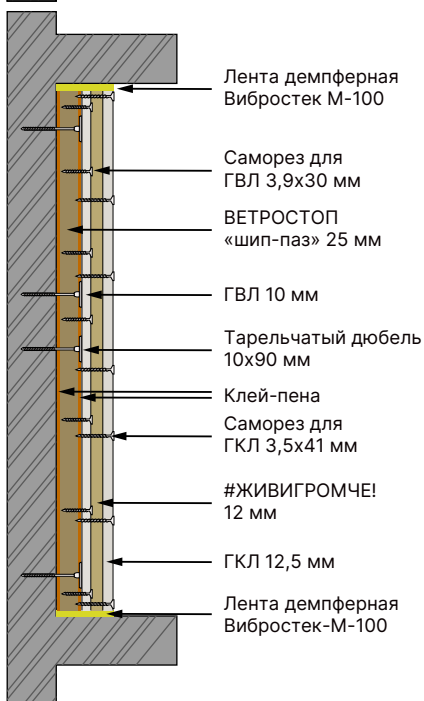 Лента демпферная
Вибростек М-100
Саморез для
ГВЛ 3,9х30 мм
ВЕТРОСТОП
«шип-паз» 25 мм
ГВЛ 10 мм
Тарельчатый дюбель
10х90 мм
Клей-пена
Саморез для
ГКЛ 3,5х41 мм
#ЖИВИГРОМЧЕ!
12 мм
ГКЛ 12,5 мм
Лента демпферная
Вибростек-М-100